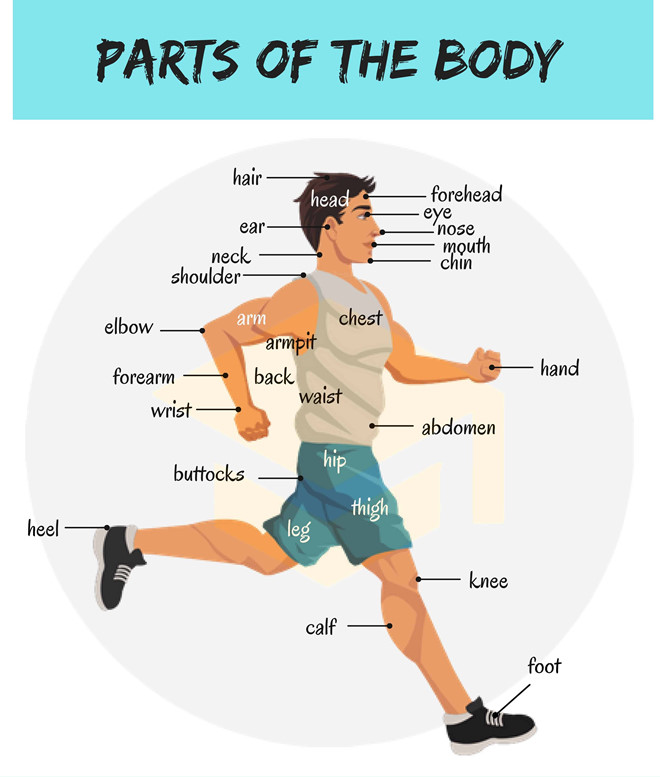 PARTS OF THE BODY
hair
head
forehead
eye
ear
nose
mouth
neck
chin
shoulder
arm
chest
elbow
armpit
hand
forearm
back
waist
wrist
abdomen
hip
buttocks
thigh
heel
leg
knee
calf
foot